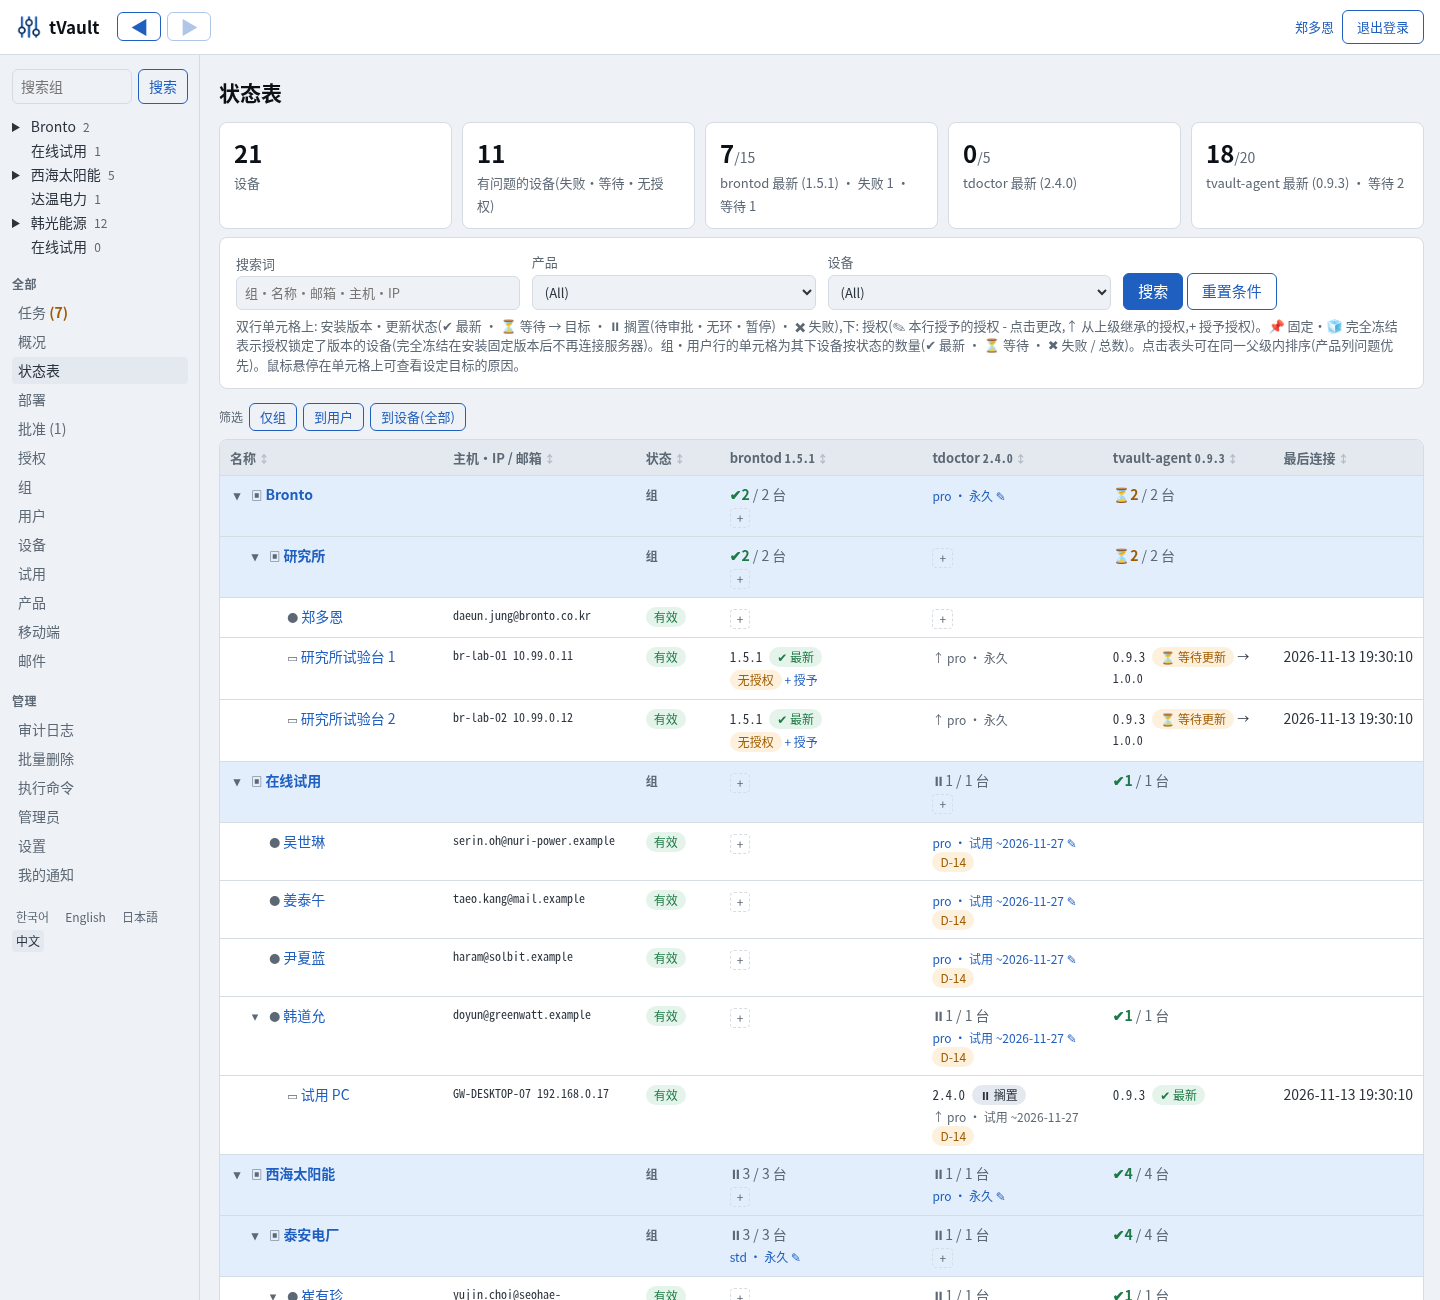 tVault ◀ ▶ 郑多恩 退出登录
搜索组 搜索
▶ Bronto 2
在线试用 1
▶ 西海太阳能 5
达温电力 1
▶ 韩光能源 12
在线试用 0
全部
任务 (7)
概况
状态表
部署
批准 (1)
授权
组
用户
设备
试用
产品
移动端
邮件
管理
审计日志
批量删除
执行命令
管理员
设置
我的通知
한국어 English 日本語
中文
状态表
21
设备
11
有问题的设备(失败・等待・无授
权)
7/15
brontod 最新 (1.5.1) ・ 失败 1 ・
等待 1
0/5
tdoctor 最新 (2.4.0)
18/20
tvault-agent 最新 (0.9.3) ・ 等待 2
搜索词 产品 设备
组・名称・邮箱・主机・IP (All) (All) 搜索 重置条件
双行单元格上: 安装版本・更新状态(✔ 最新 ・ ⏳ 等待 → 目标 ・ ⏸ 搁置(待审批・无环・暂停) ・ ✖ 失败),下: 授权(✎ 本行授予的授权 - 点击更改,↑ 从上级继承的授权,+ 授予授权)。📌 固定・🧊 完全冻结
表示授权锁定了版本的设备(完全冻结在安装固定版本后不再连接服务器)。组・用户行的单元格为其下设备按状态的数量(✔ 最新 ・ ⏳ 等待 ・ ✖ 失败 / 总数)。点击表头可在同一父级内排序(产品列问题优
先)。鼠标悬停在单元格上可查看设定目标的原因。
筛选 仅组 到用户 到设备(全部)
名称 ↕ 主机・IP / 邮箱 ↕ 状态 ↕ brontod 1.5.1 ↕ tdoctor 2.4.0 ↕ tvault-agent 0.9.3 ↕ 最后连接 ↕
▼ ▣ Bronto 组 ✔2 / 2 台 pro ・ 永久 ✎ ⏳2 / 2 台
+
▼ ▣ 研究所 组 ✔2 / 2 台 + ⏳2 / 2 台
+
● 郑多恩 daeun.jung@bronto.co.kr 有效 + +
▭ 研究所试验台 1 br-lab-01 10.99.0.11 有效 1.5.1 ✔ 最新 ↑ pro ・ 永久 0.9.3 ⏳ 等待更新 → 2026-11-13 19:30:10
无授权 + 授予 1.0.0
▭ 研究所试验台 2 br-lab-02 10.99.0.12 有效 1.5.1 ✔ 最新 ↑ pro ・ 永久 0.9.3 ⏳ 等待更新 → 2026-11-13 19:30:10
无授权 + 授予 1.0.0
▼ ▣ 在线试用 组 + ⏸1 / 1 台 ✔1 / 1 台
+
● 吴世琳 serin.oh@nuri-power.example 有效 + pro ・ 试用 ~2026-11-27 ✎
D-14
● 姜泰午 taeo.kang@mail.example 有效 + pro ・ 试用 ~2026-11-27 ✎
D-14
● 尹夏蓝 haram@solbit.example 有效 + pro ・ 试用 ~2026-11-27 ✎
D-14
▼ ● 韩道允 doyun@greenwatt.example 有效 + ⏸1 / 1 台 ✔1 / 1 台
pro ・ 试用 ~2026-11-27 ✎
D-14
▭ 试用 PC GW-DESKTOP-07 192.168.0.17 有效 2.4.0 ⏸ 搁置 0.9.3 ✔ 最新 2026-11-13 19:30:10
↑ pro ・ 试用 ~2026-11-27
D-14
▼ ▣ 西海太阳能 组 ⏸3 / 3 台 ⏸1 / 1 台 ✔4 / 4 台
+ pro ・ 永久 ✎
▼ ▣ 泰安电厂 组 ⏸3 / 3 台 ⏸1 / 1 台 ✔4 / 4 台
std ・ 永久 ✎ +
▼ ● 崔有珍 yujin.choi@seohae- 有效 + ⏸1 / 1 台 ✔1 / 1 台